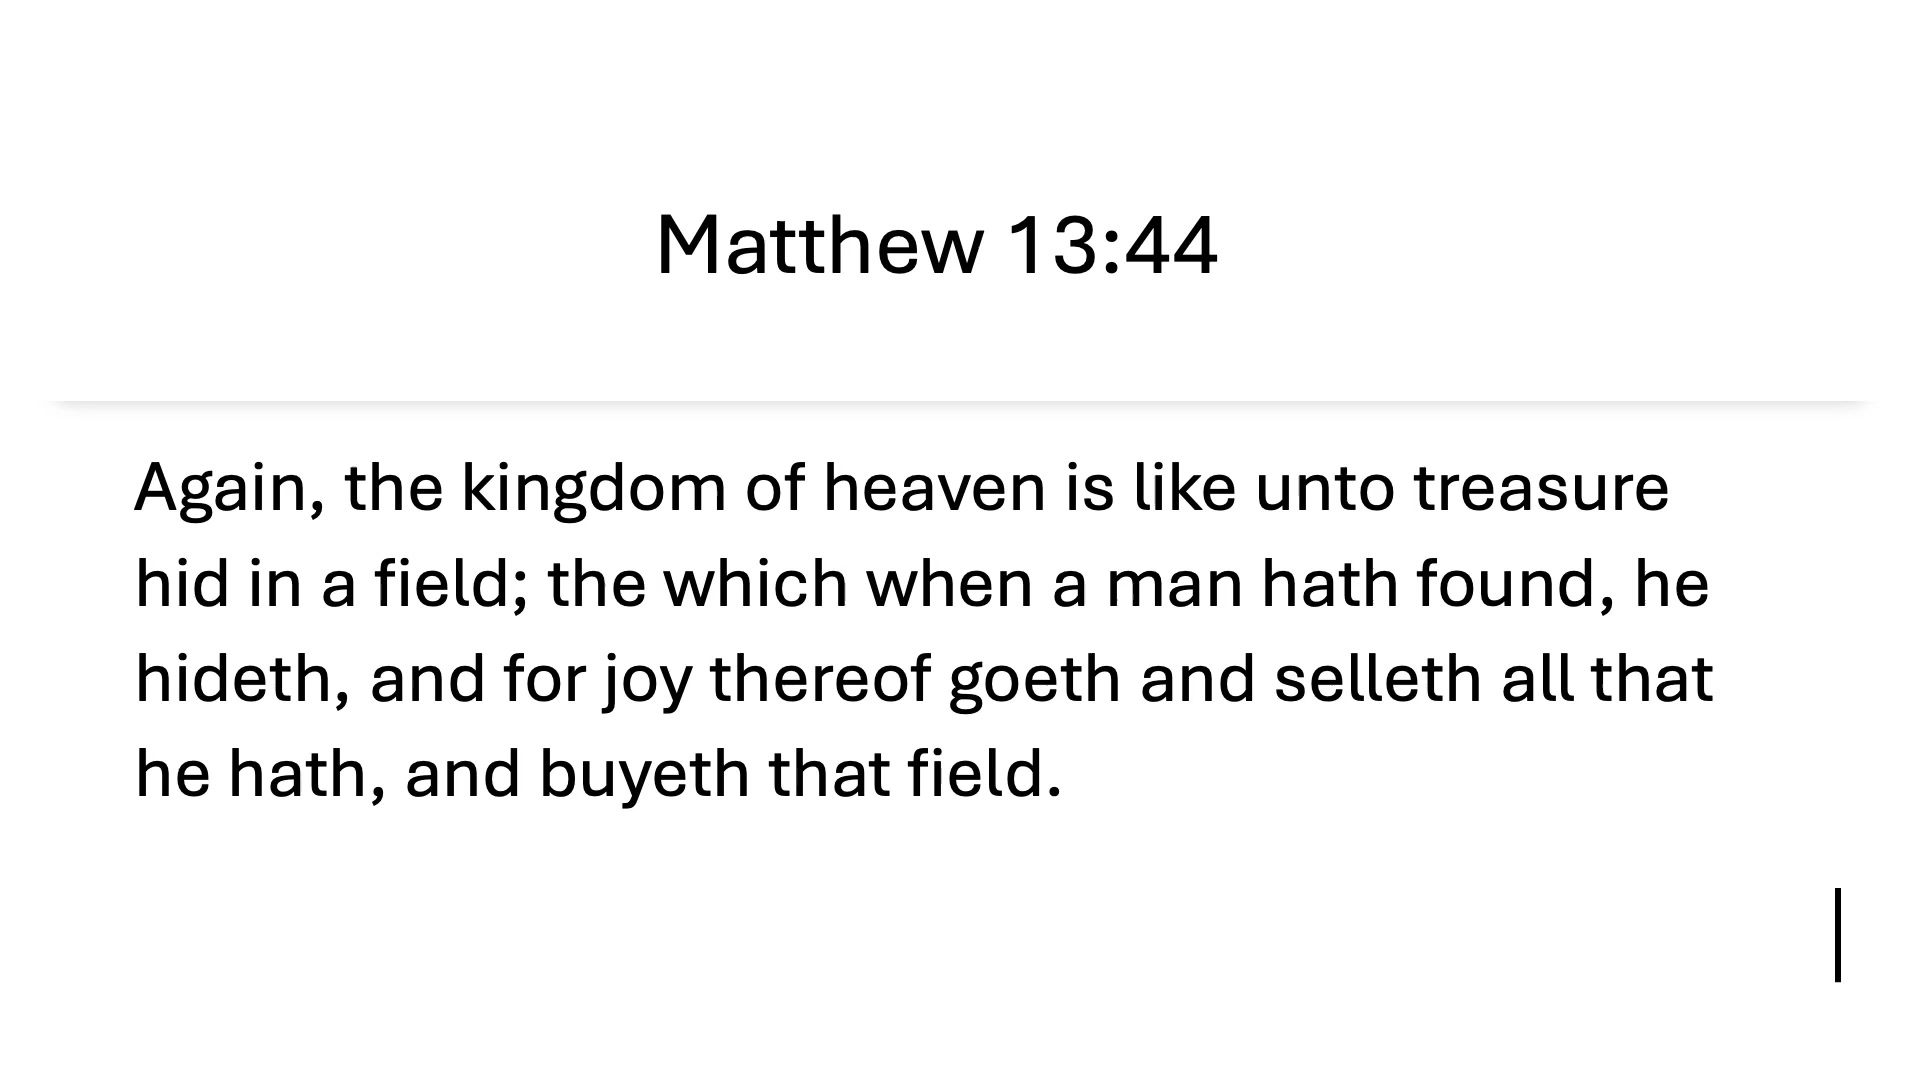 Matthew 13:44
Again, the kingdom of heaven is like unto treasure
hid in a field; the which when a man hath found, he
hideth, and for joy thereof goeth and selleth all that
he hath, and buyeth that field.